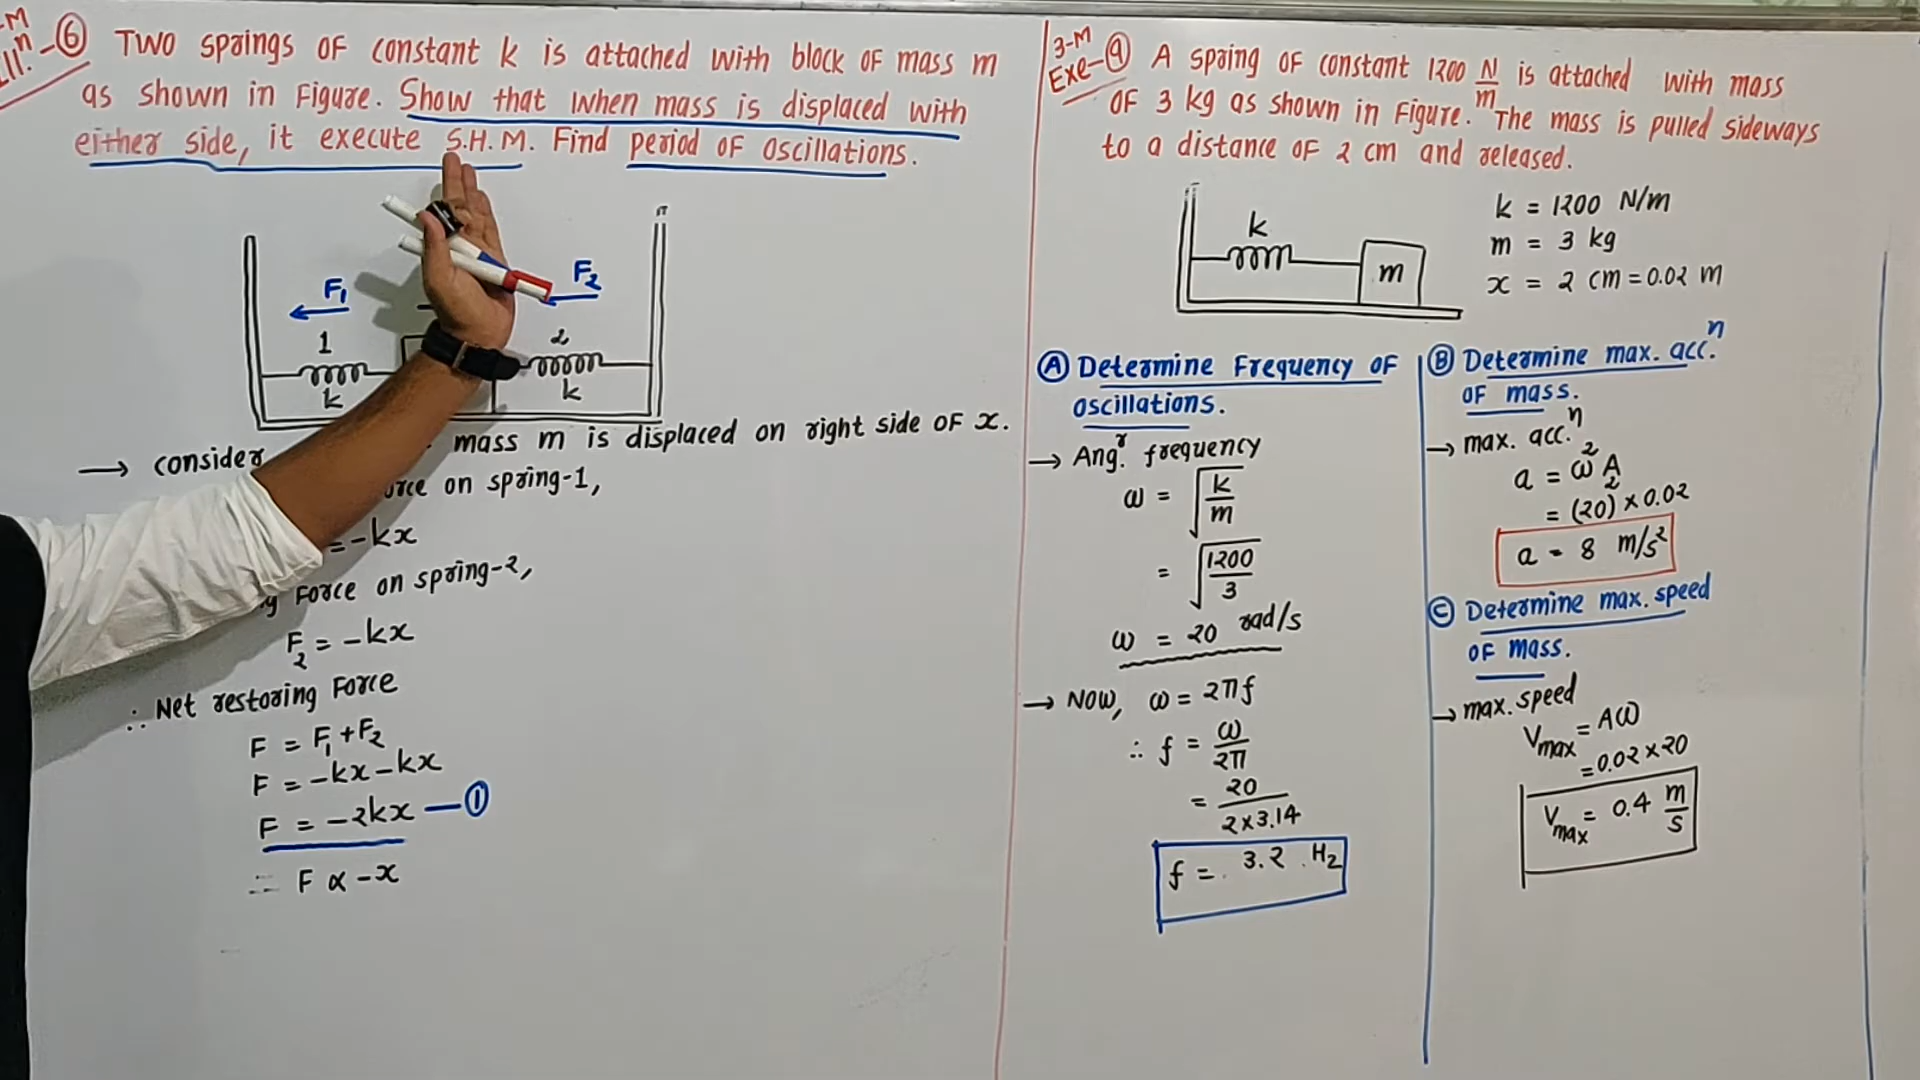 Ill.ⁿ-⑥ Two springs of constant k is attached with block of mass m
as shown in Figure. Show that when mass is displaced with
either side, it execute S.H.M. Find period of oscillations.
F₁
F₂
1
2
k
k
→ consider mass m is displaced on right side of x.
on spring-1,
= -kx
Force on spring-2,
F₂ = -kx
∴ Net restoring Force
F = F₁ + F₂
F = -kx - kx
F = -2kx — ①
∴ F ∝ -x
3-M
Exe-⑨ A spring of constant 1200 N/m is attached with mass
of 3 kg as shown in Figure. The mass is pulled sideways
to a distance of 2 cm and released.
k
m
k = 1200 N/m
m = 3 kg
x = 2 cm = 0.02 m
Ⓐ Determine Frequency of
oscillations.
→ Ang.ʳ frequency
ω = √(k/m)
= √(1200/3)
ω = 20 rad/s
→ Now, ω = 2πf
∴ f = ω/2π
= 20/(2×3.14)
f = 3.2 Hz
Ⓑ Determine max. acc.ⁿ
of mass.
→ max. acc.ⁿ
a = ω²A
= (20)² × 0.02
a = 8 m/s²
Ⓒ Determine max. speed
of mass.
→ max. speed
Vmax = Aω
= 0.02 × 20
Vmax = 0.4 m/s